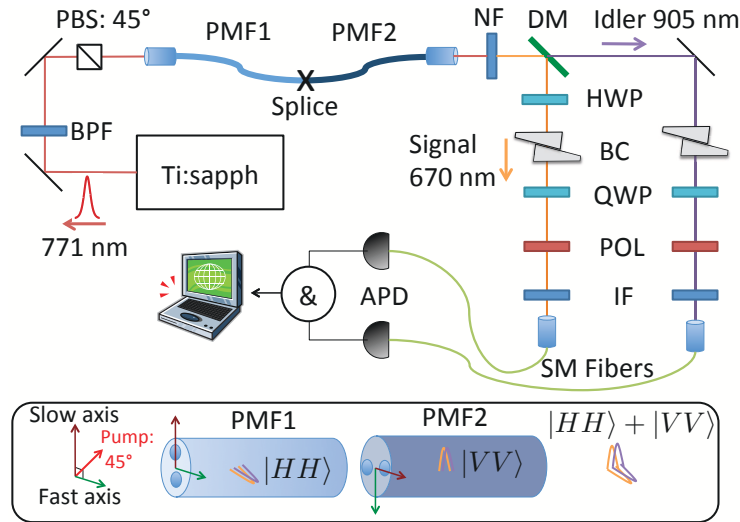 PBS: 45°
PMF1
PMF2
NF
DM
Idler 905 nm
Splice
HWP
BPF
Ti:sapph
Signal
670 nm
BC
QWP
771 nm
POL
&
APD
IF
SM Fibers
Slow axis
Pump:
45°
Fast axis
PMF1
|HH⟩
PMF2
|VV⟩
|HH⟩ + |VV⟩